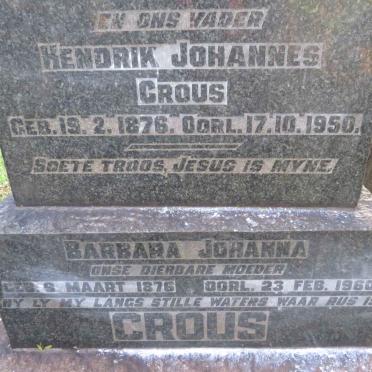 EN ONS VADER
HENDRIK JOHANNES
CROUS
GEB. 19. 2. 1876. OORL. 17. 10. 1950.
SOETE TROOS, JESUS IS MYNE.
BARBARA JOHANNA
ONSE DIERBARE MOEDER
GEB. 6. MAART 1876 OORL. 23 FEB. 1960
HY LY MY LANGS STILLE WATERS WAAR RUS IS
CROUS